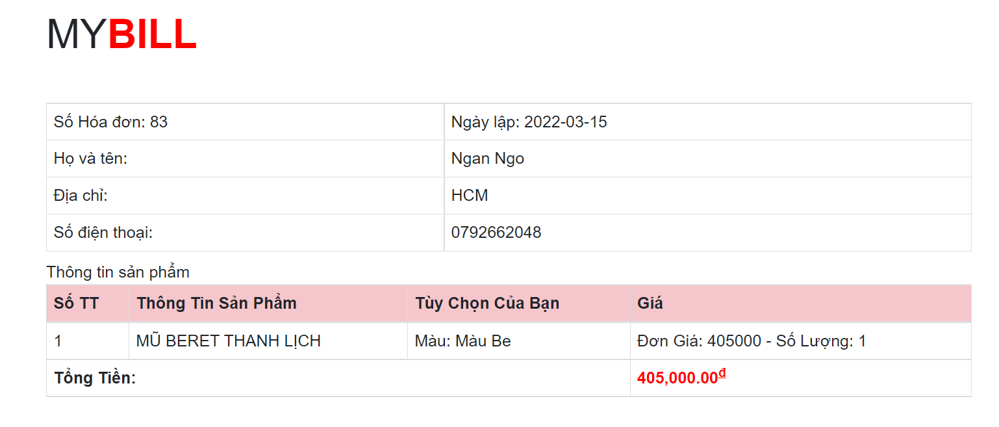 MYBILL
Số Hóa đơn: 83 Ngày lập: 2022-03-15
Họ và tên: Ngan Ngo
Địa chỉ: HCM
Số điện thoại: 0792662048
Thông tin sản phẩm
Số TT Thông Tin Sản Phẩm Tùy Chọn Của Bạn Giá
1 MŨ BERET THANH LỊCH Màu: Màu Be Đơn Giá: 405000 - Số Lượng: 1
Tổng Tiền: 405,000.00₫